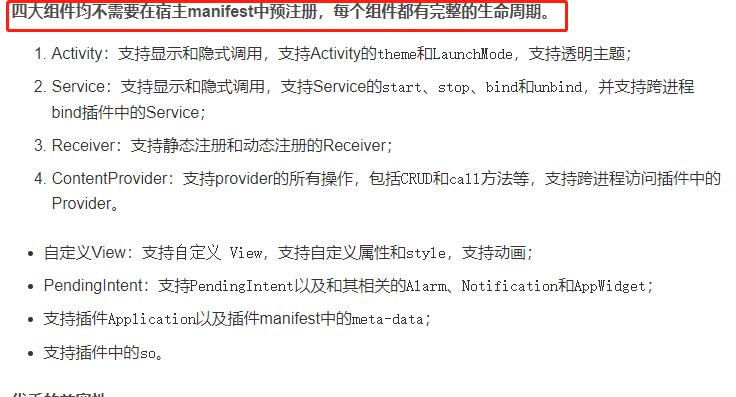 四大组件均不需要在宿主manifest中预注册，每个组件都有完整的生命周期。
1. Activity：支持显示和隐式调用，支持Activity的theme和LaunchMode，支持透明主题；
2. Service：支持显示和隐式调用，支持Service的start、stop、bind和unbind，并支持跨进程
bind插件中的Service；
3. Receiver：支持静态注册和动态注册的Receiver；
4. ContentProvider：支持provider的所有操作，包括CRUD和call方法等，支持跨进程访问插件中的
Provider。
• 自定义View：支持自定义 View，支持自定义属性和style，支持动画；
• PendingIntent：支持PendingIntent以及和其相关的Alarm、Notification和AppWidget；
• 支持插件Application以及插件manifest中的meta-data；
• 支持插件中的so。